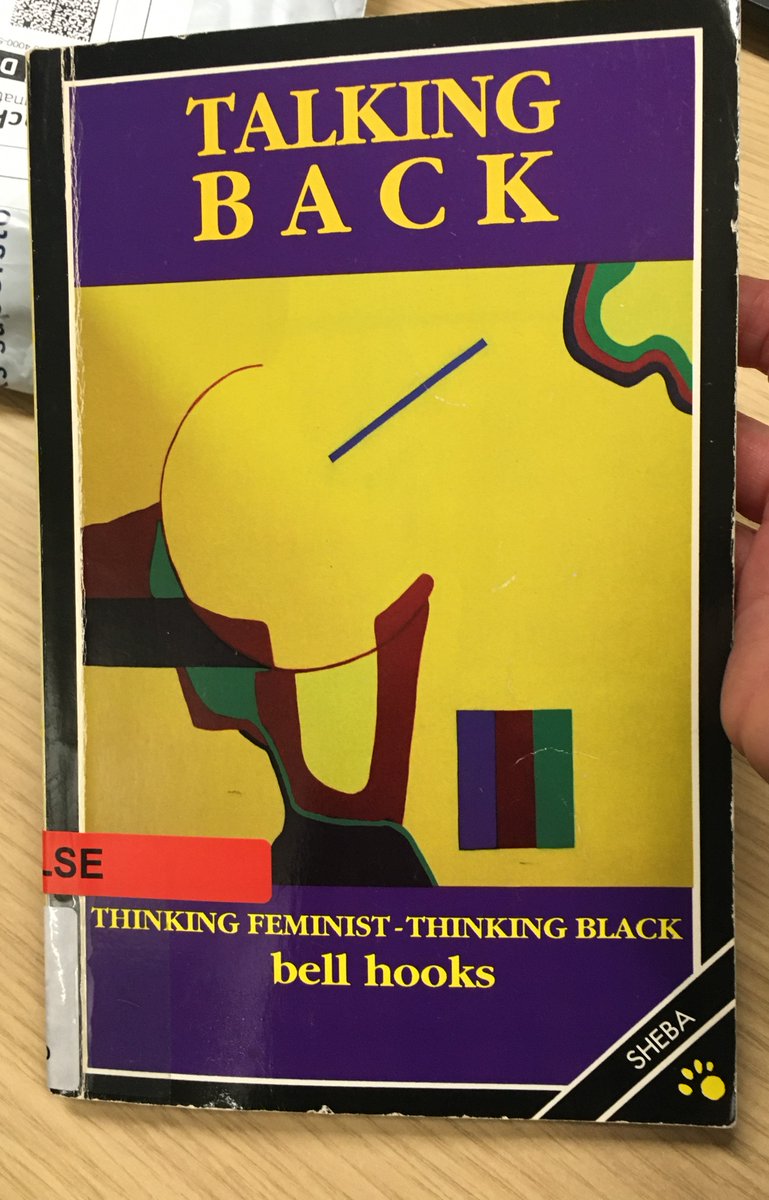 TALKING
BACK
LSE
THINKING FEMINIST - THINKING BLACK
bell hooks
SHEBA